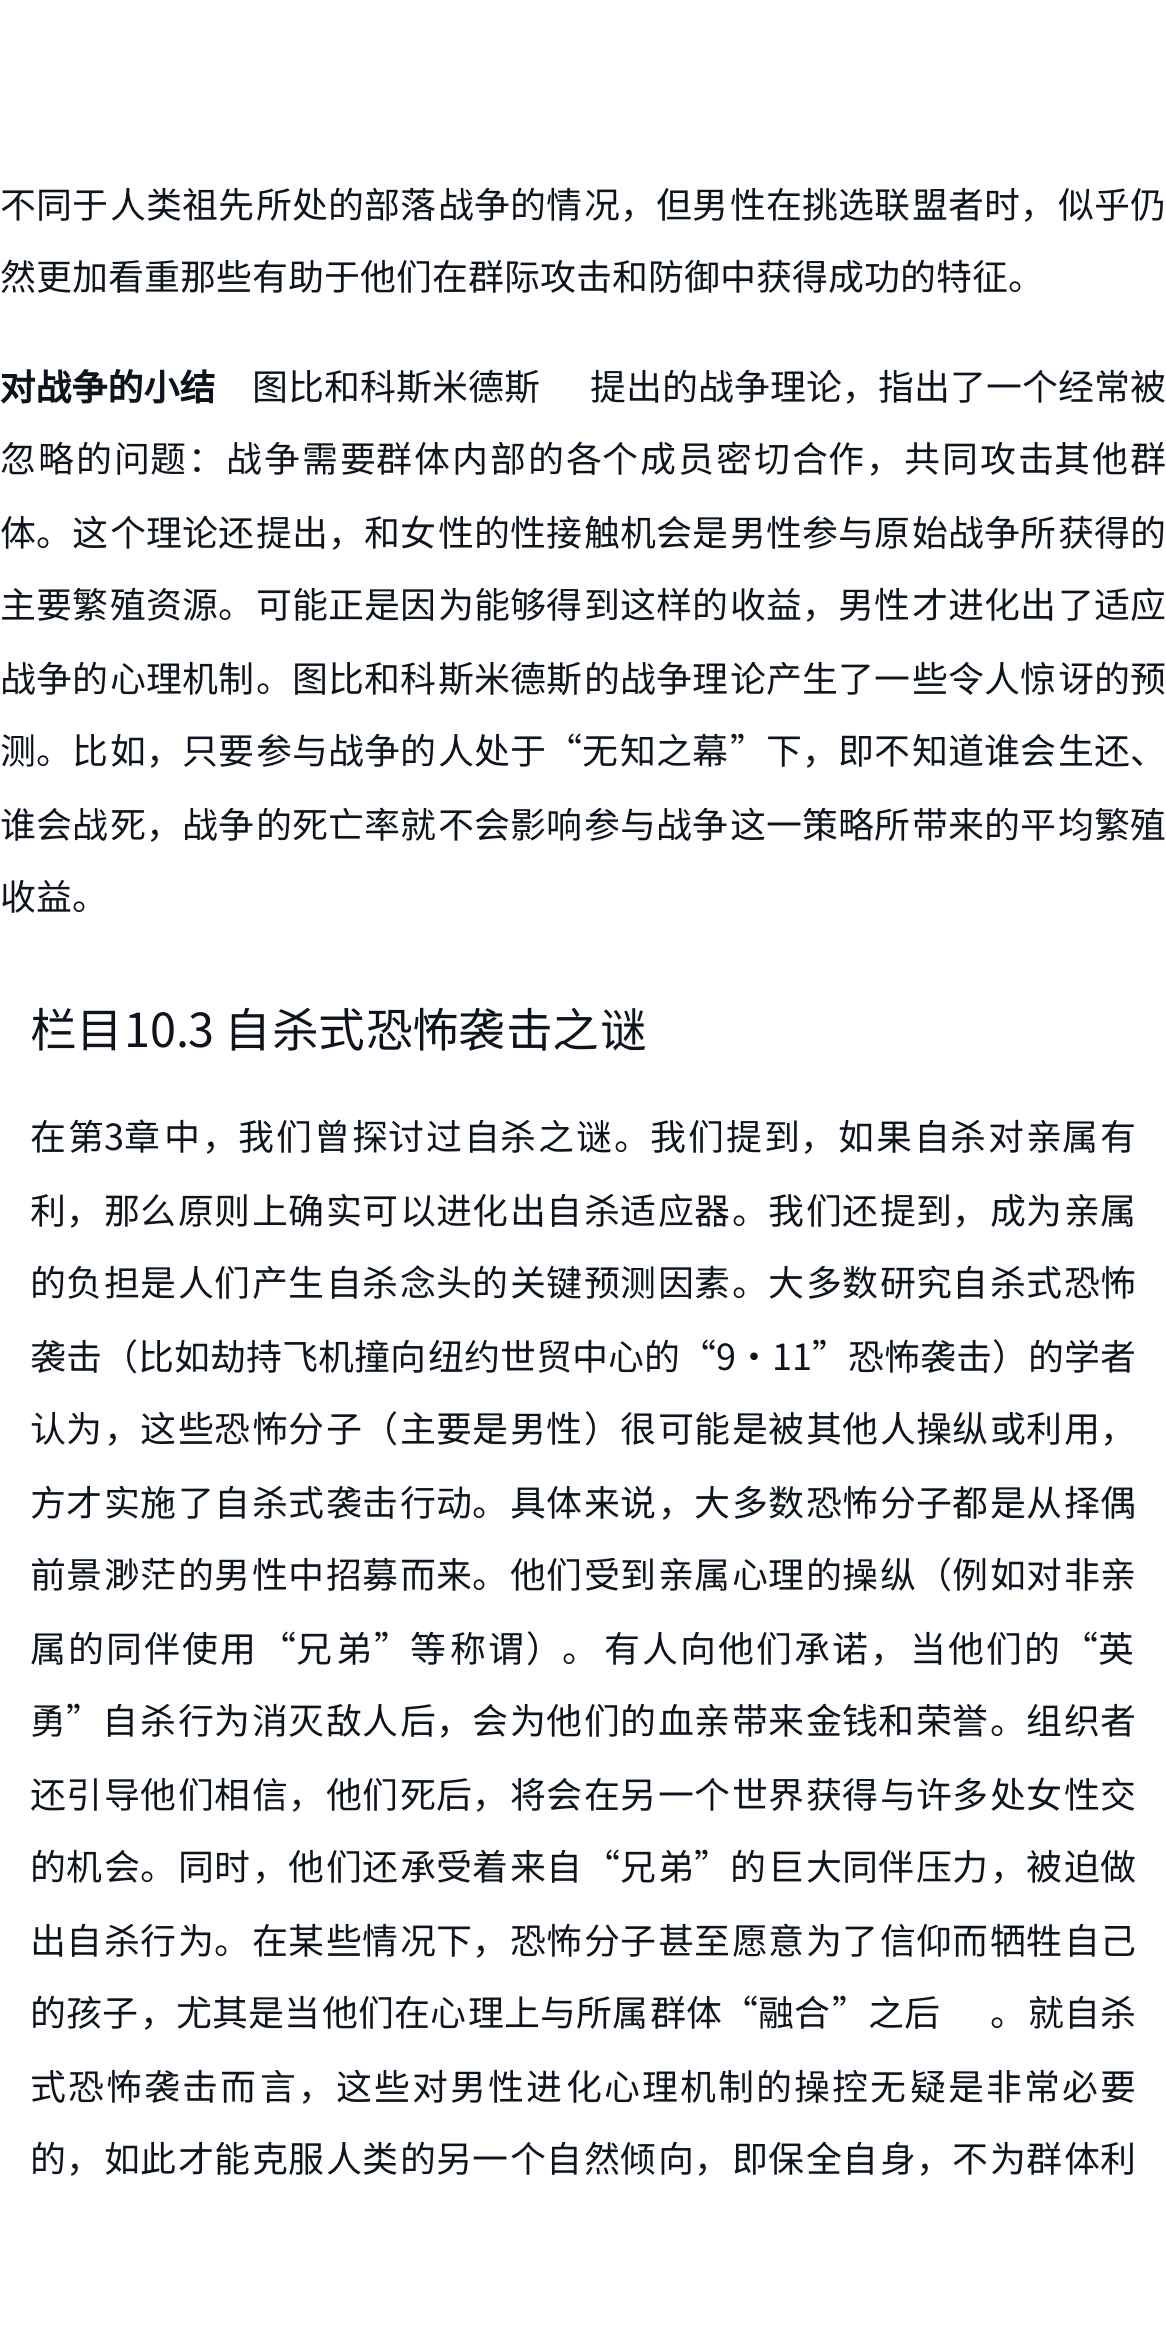 不同于人类祖先所处的部落战争的情况，但男性在挑选联盟者时，似乎仍
然更加看重那些有助于他们在群际攻击和防御中获得成功的特征。
对战争的小结 图比和科斯米德斯 提出的战争理论，指出了一个经常被
忽略的问题：战争需要群体内部的各个成员密切合作，共同攻击其他群
体。这个理论还提出，和女性的性接触机会是男性参与原始战争所获得的
主要繁殖资源。可能正是因为能够得到这样的收益，男性才进化出了适应
战争的心理机制。图比和科斯米德斯的战争理论产生了一些令人惊讶的预
测。比如，只要参与战争的人处于“无知之幕”下，即不知道谁会生还、
谁会战死，战争的死亡率就不会影响参与战争这一策略所带来的平均繁殖
收益。
栏目10.3 自杀式恐怖袭击之谜
在第3章中，我们曾探讨过自杀之谜。我们提到，如果自杀对亲属有
利，那么原则上确实可以进化出自杀适应器。我们还提到，成为亲属
的负担是人们产生自杀念头的关键预测因素。大多数研究自杀式恐怖
袭击（比如劫持飞机撞向纽约世贸中心的“9·11”恐怖袭击）的学者
认为，这些恐怖分子（主要是男性）很可能是被其他人操纵或利用，
方才实施了自杀式袭击行动。具体来说，大多数恐怖分子都是从择偶
前景渺茫的男性中招募而来。他们受到亲属心理的操纵（例如对非亲
属的同伴使用“兄弟”等称谓）。有人向他们承诺，当他们的“英
勇”自杀行为消灭敌人后，会为他们的血亲带来金钱和荣誉。组织者
还引导他们相信，他们死后，将会在另一个世界获得与许多处女性交
的机会。同时，他们还承受着来自“兄弟”的巨大同伴压力，被迫做
出自杀行为。在某些情况下，恐怖分子甚至愿意为了信仰而牺牲自己
的孩子，尤其是当他们在心理上与所属群体“融合”之后 。就自杀
式恐怖袭击而言，这些对男性进化心理机制的操控无疑是非常必要
的，如此才能克服人类的另一个自然倾向，即保全自身，不为群体利